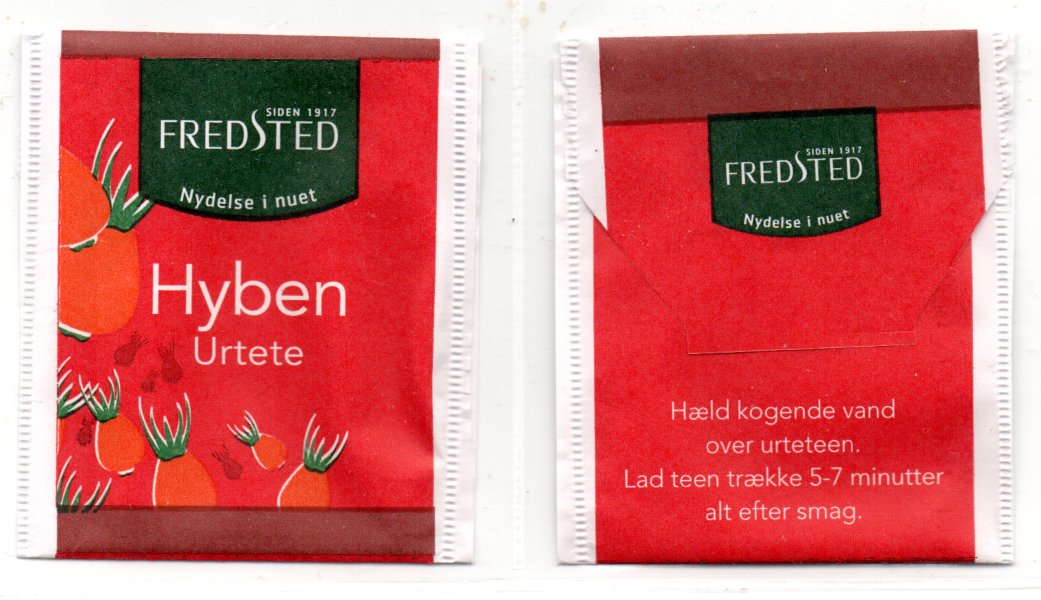 SIDEN 1917
FREDSTED
Nydelse i nuet
Hyben
Urtete
SIDEN 1917
FREDSTED
Nydelse i nuet
Hæld kogende vand
over urteteen.
Lad teen trække 5-7 minutter
alt efter smag.